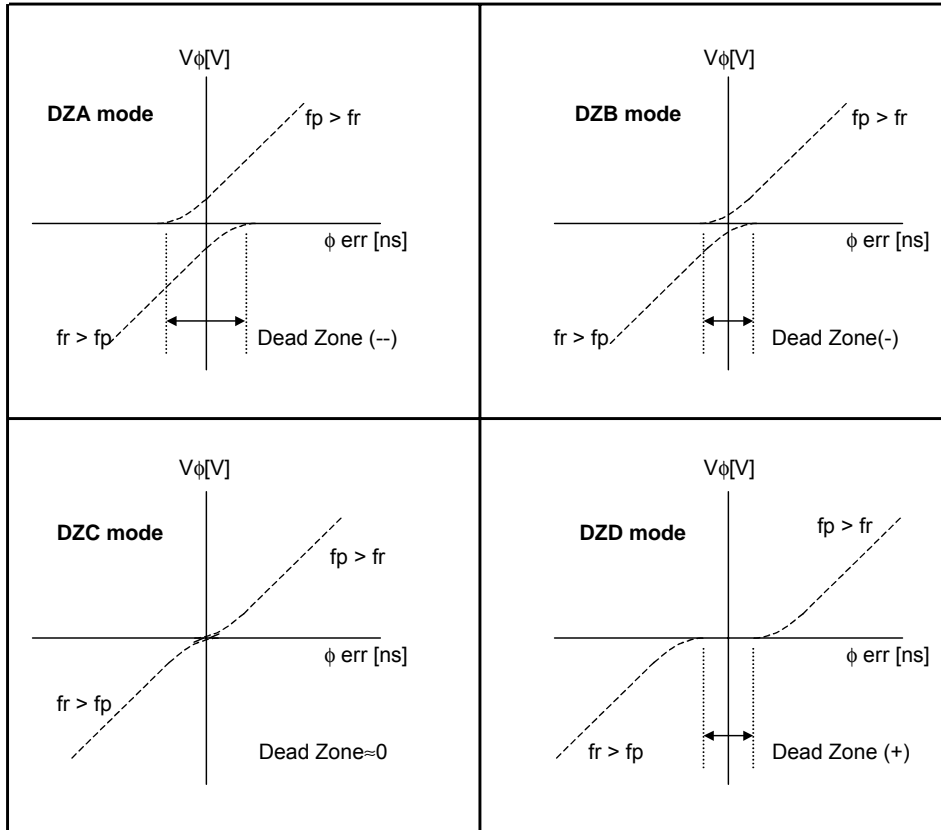 Vϕ[V]
DZA mode
fp > fr
ϕ err [ns]
fr > fp
Dead Zone (--)
Vϕ[V]
DZB mode
fp > fr
ϕ err [ns]
fr > fp
Dead Zone(-)
Vϕ[V]
DZC mode
fp > fr
ϕ err [ns]
fr > fp
Dead Zone≈0
Vϕ[V]
DZD mode
fp > fr
ϕ err [ns]
fr > fp
Dead Zone (+)